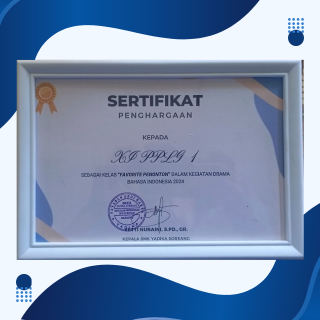 SERTIFIKAT
PENGHARGAAN
KEPADA
XI PPLG 1
SEBAGAI KELAS "FAVORITE PENONTON" DALAM KEGIATAN DRAMA
BAHASA INDONESIA 2024
KEPALA SMK YADIKA SOREANG